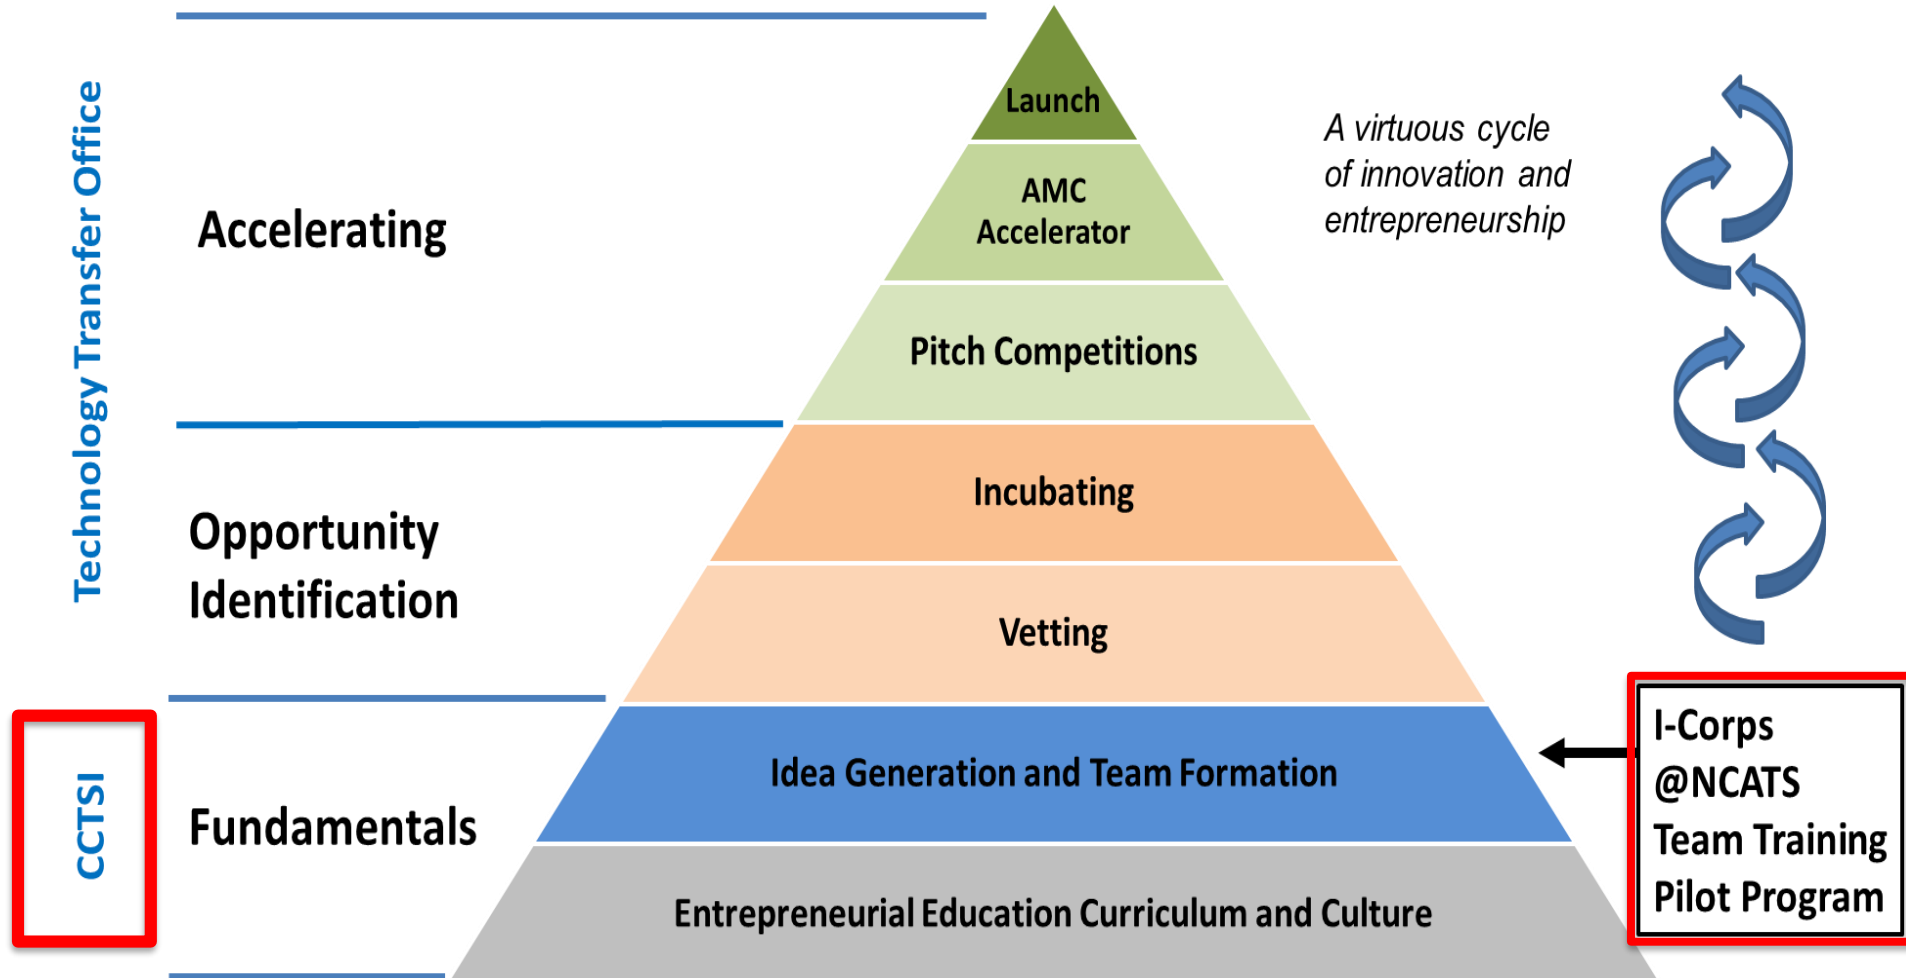 Technology Transfer Office
CCTSI
Accelerating
Opportunity
Identification
Fundamentals
Launch
AMC
Accelerator
Pitch Competitions
Incubating
Vetting
Idea Generation and Team Formation
Entrepreneurial Education Curriculum and Culture
A virtuous cycle
of innovation and
entrepreneurship
I-Corps
@NCATS
Team Training
Pilot Program